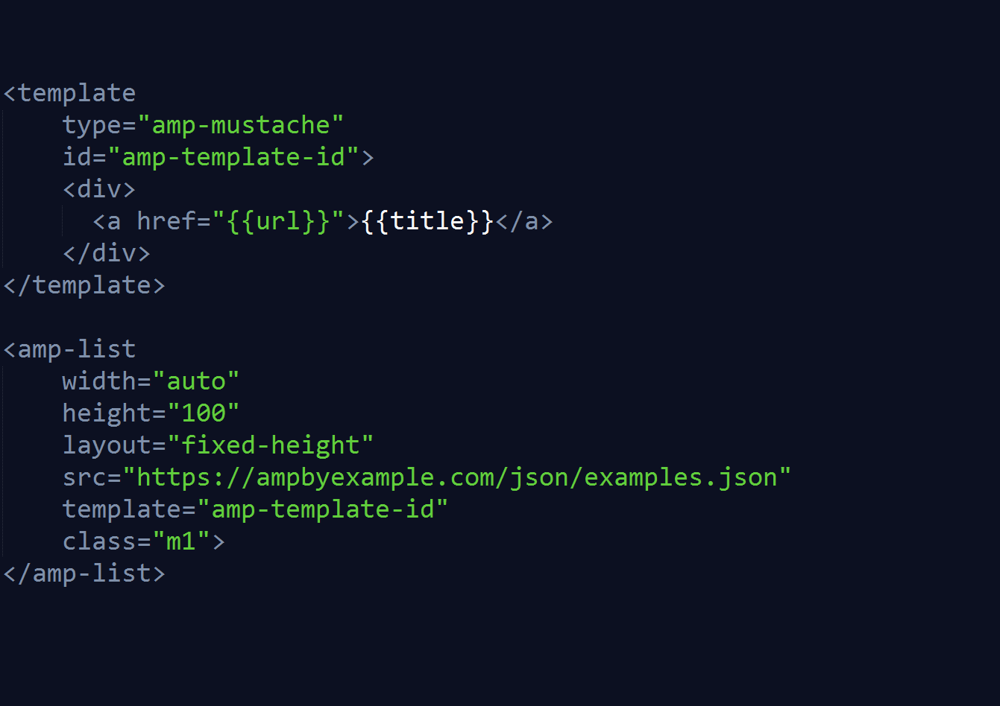 <template
    type="amp-mustache"
    id="amp-template-id">
    <div>
      <a href="{{url}}">{{title}}</a>
    </div>
</template>

<amp-list
    width="auto"
    height="100"
    layout="fixed-height"
    src="https://ampbyexample.com/json/examples.json"
    template="amp-template-id"
    class="m1">
</amp-list>